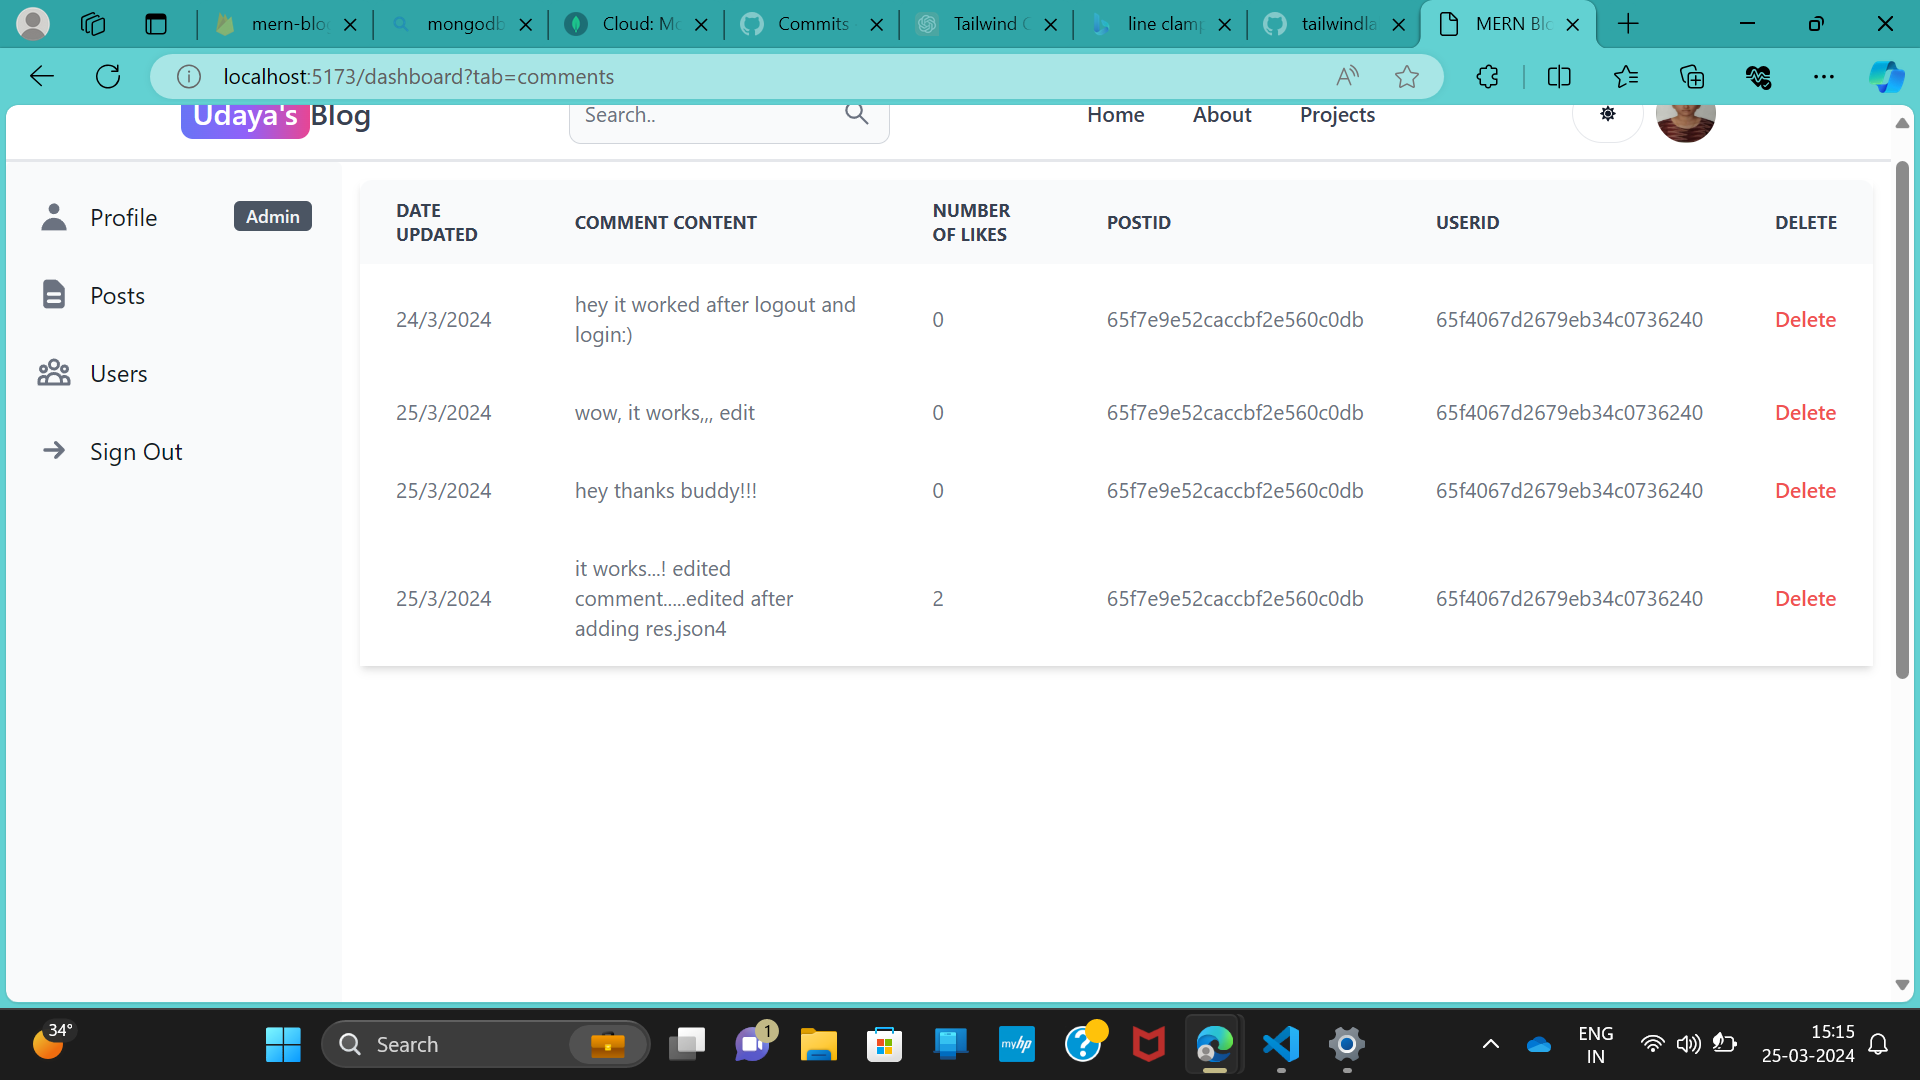 mern-blo
mongodb
Cloud: Mo
Commits
Tailwind C
line clamp
tailwindla
MERN Blo
localhost:5173/dashboard?tab=comments
Udaya's Blog
Search..
Home
About
Projects
Profile
Admin
Posts
Users
Sign Out
DATE UPDATED
COMMENT CONTENT
NUMBER OF LIKES
POSTID
USERID
DELETE
24/3/2024
hey it worked after logout and
login:)
0
65f7e9e52caccbf2e560c0db
65f4067d2679eb34c0736240
Delete
25/3/2024
wow, it works,,, edit
0
65f7e9e52caccbf2e560c0db
65f4067d2679eb34c0736240
Delete
25/3/2024
hey thanks buddy!!!
0
65f7e9e52caccbf2e560c0db
65f4067d2679eb34c0736240
Delete
25/3/2024
it works...! edited
comment.....edited after
adding res.json4
2
65f7e9e52caccbf2e560c0db
65f4067d2679eb34c0736240
Delete
34°
Search
1
myhp
ENG
IN
15:15
25-03-2024